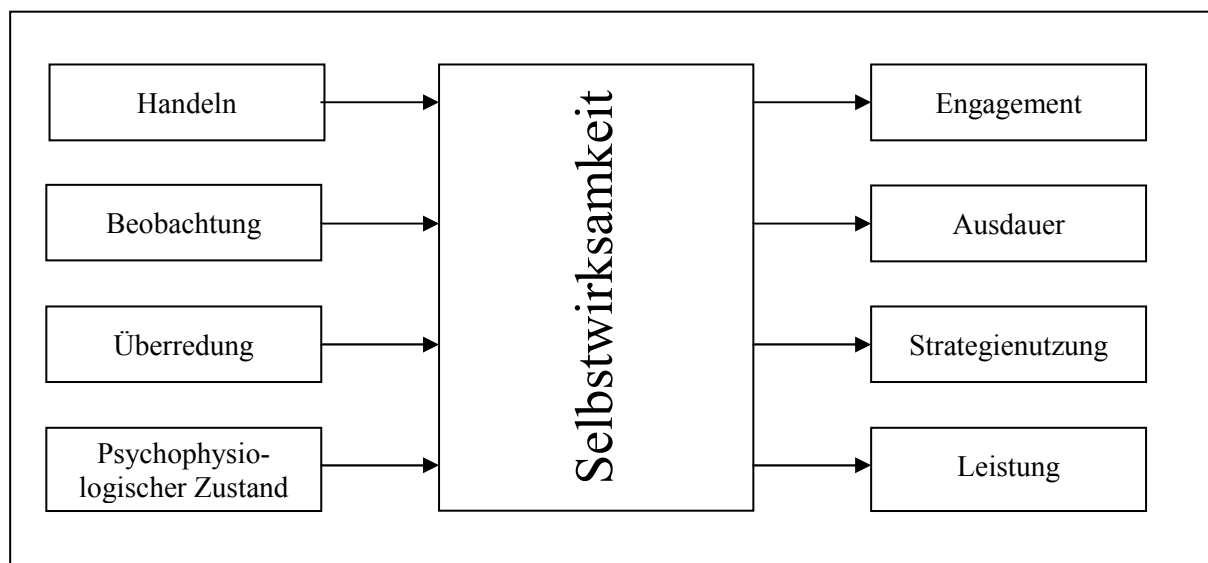 Handeln
Beobachtung
Überredung
Psychophysio-
logischer Zustand
Selbstwirksamkeit
Engagement
Ausdauer
Strategienutzung
Leistung